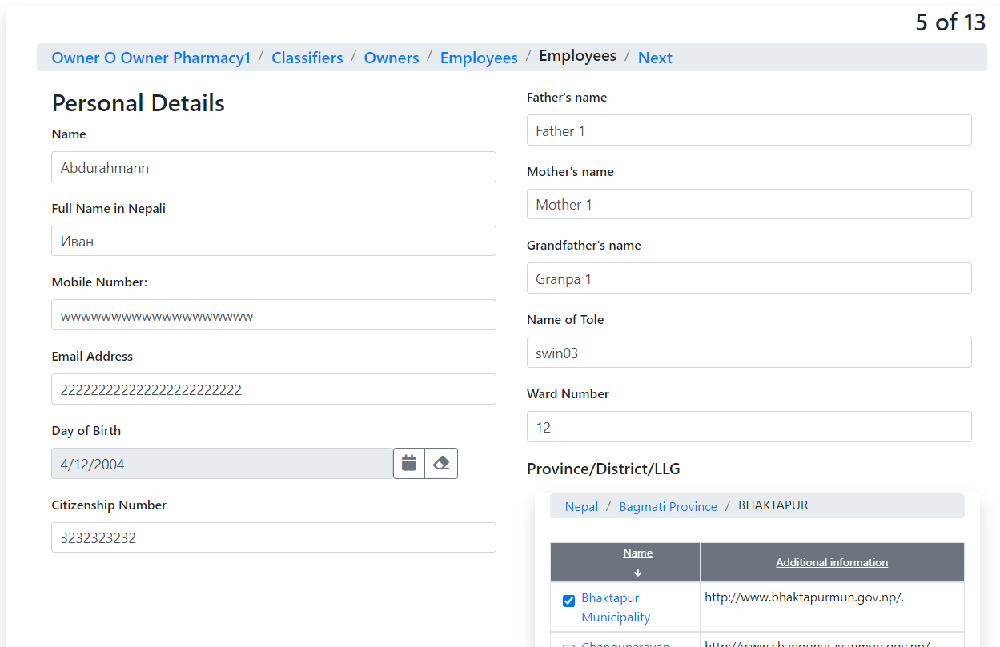 5 of 13
Owner O Owner Pharmacy1 / Classifiers / Owners / Employees / Employees / Next
Personal Details
Name
Abdurahmann
Full Name in Nepali
Иван
Mobile Number:
wwwwwwwwwwwwwwwwwww
Email Address
222222222222222222222222
Day of Birth
4/12/2004
Citizenship Number
3232323232
Father's name
Father 1
Mother's name
Mother 1
Grandfather's name
Granpa 1
Name of Tole
swin03
Ward Number
12
Province/District/LLG
Nepal / Bagmati Province / BHAKTAPUR
Name
Additional information
Bhaktapur
Municipality
http://www.bhaktapurmun.gov.np/,
Changunarayan
http://www.changunarayanmun.gov.np/